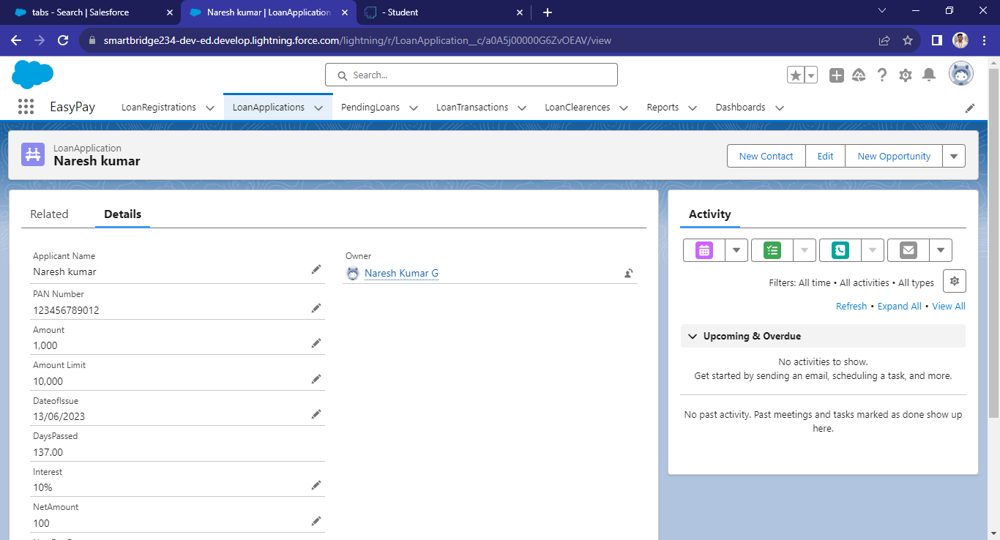 tabs - Search | Salesforce
Naresh kumar | LoanApplication
- Student
smartbridge234-dev-ed.develop.lightning.force.com/lightning/r/LoanApplication__c/a0A5j00000G6ZvOEAV/view
Search...
EasyPay
LoanRegistrations
LoanApplications
PendingLoans
LoanTransactions
LoanClearences
Reports
Dashboards
LoanApplication
Naresh kumar
New Contact
Edit
New Opportunity
Related
Details
Applicant Name
Naresh kumar
Owner
Naresh Kumar G
PAN Number
123456789012
Amount
1,000
Amount Limit
10,000
DateofIssue
13/06/2023
DaysPassed
137.00
Interest
10%
NetAmount
100
Activity
Filters: All time • All activities • All types
Refresh • Expand All • View All
Upcoming & Overdue
No activities to show.
Get started by sending an email, scheduling a task, and more.
No past activity. Past meetings and tasks marked as done show up
here.